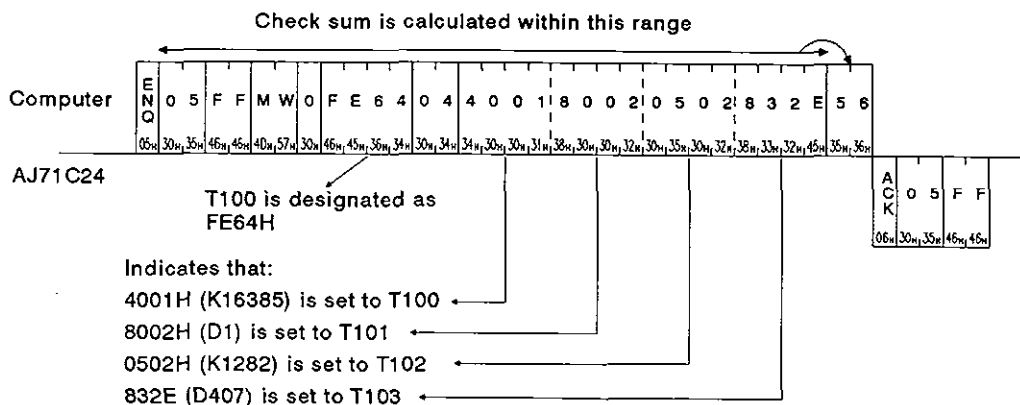 Check sum is calculated within this range
Computer
ENQ 0 5 F F M W 0 F E 6 4 0 4 4 0 0 1 8 0 0 2 0 5 0 2 8 3 2 E 5 6
05H 30H 35H 46H 46H 4DH 57H 30H 46H 45H 36H 34H 30H 34H 34H 30H 30H 31H 38H 30H 30H 32H 30H 35H 30H 32H 38H 33H 32H 45H 35H 36H
AJ71C24
ACK 0 5 F F
06H 30H 35H 46H 46H
T100 is designated as
FE64H
Indicates that:
4001H (K16385) is set to T100
8002H (D1) is set to T101
0502H (K1282) is set to T102
832E (D407) is set to T103